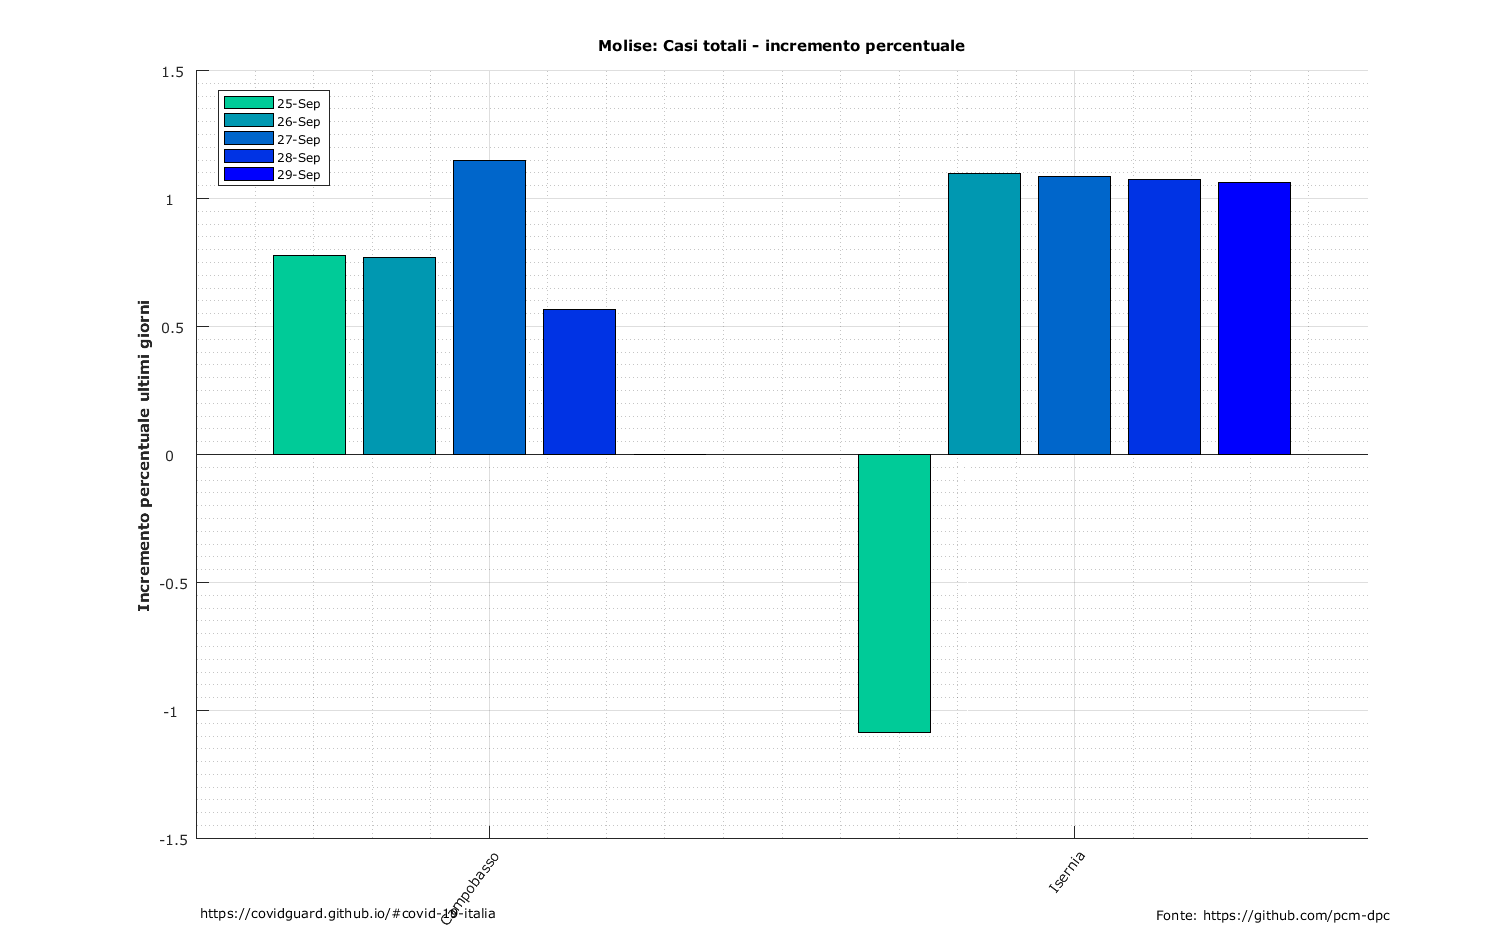 Molise: Casi totali - incremento percentuale
Incremento percentuale ultimi giorni
1.5
1
0.5
0
-0.5
-1
-1.5
25-Sep
26-Sep
27-Sep
28-Sep
29-Sep
Campobasso
Isernia
https://covidguard.github.io/#covid-19-italia
Fonte: https://github.com/pcm-dpc